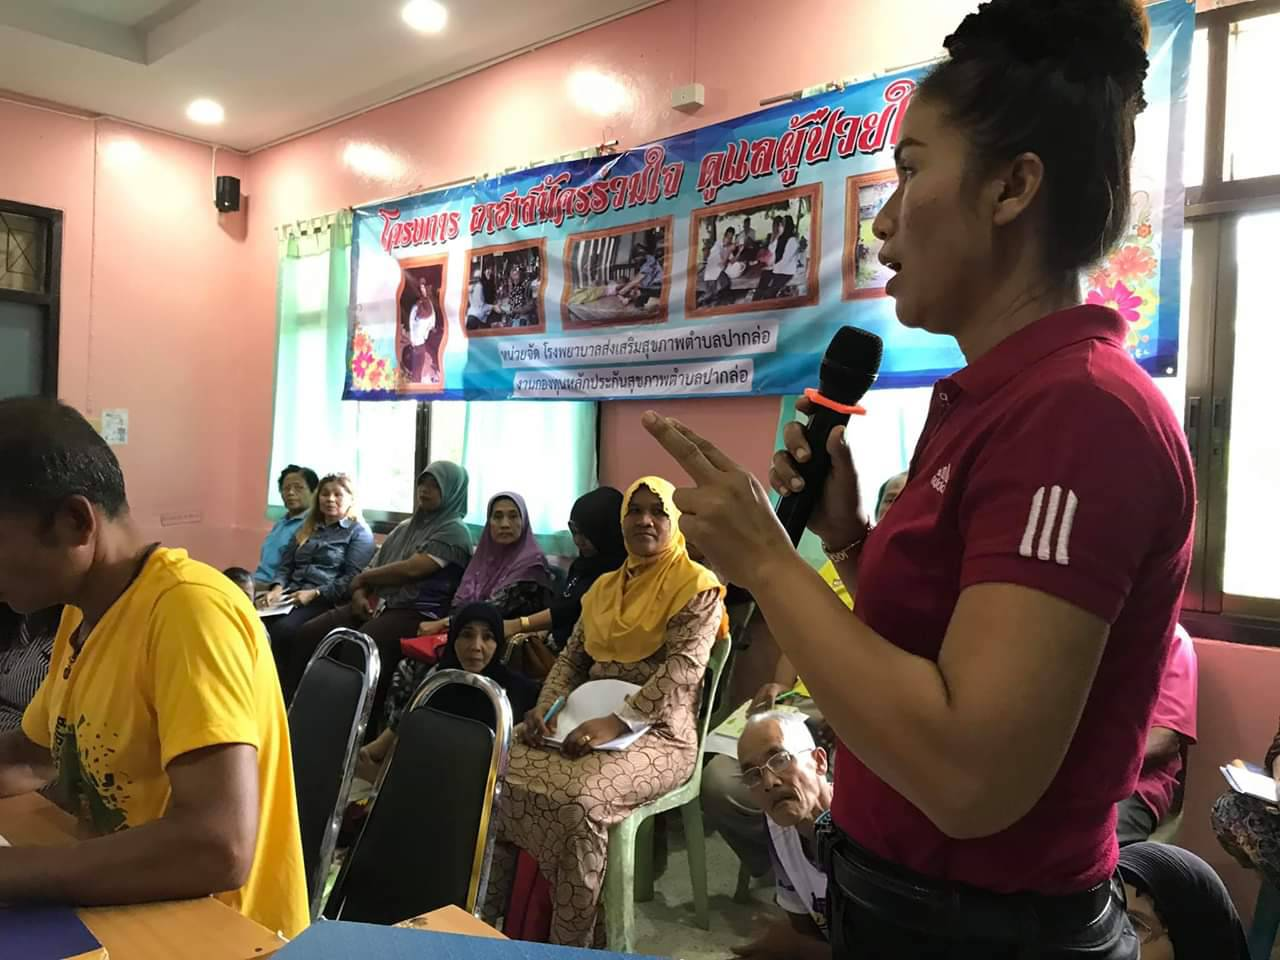 โครงการ อาสาสมัครร่วมใจ ดูแลผู้ป่วย
หน่วยจัด โรงพยาบาลส่งเสริมสุขภาพตำบลปากล่อ
งานกองทุนหลักประกันสุขภาพตำบลปากล่อ